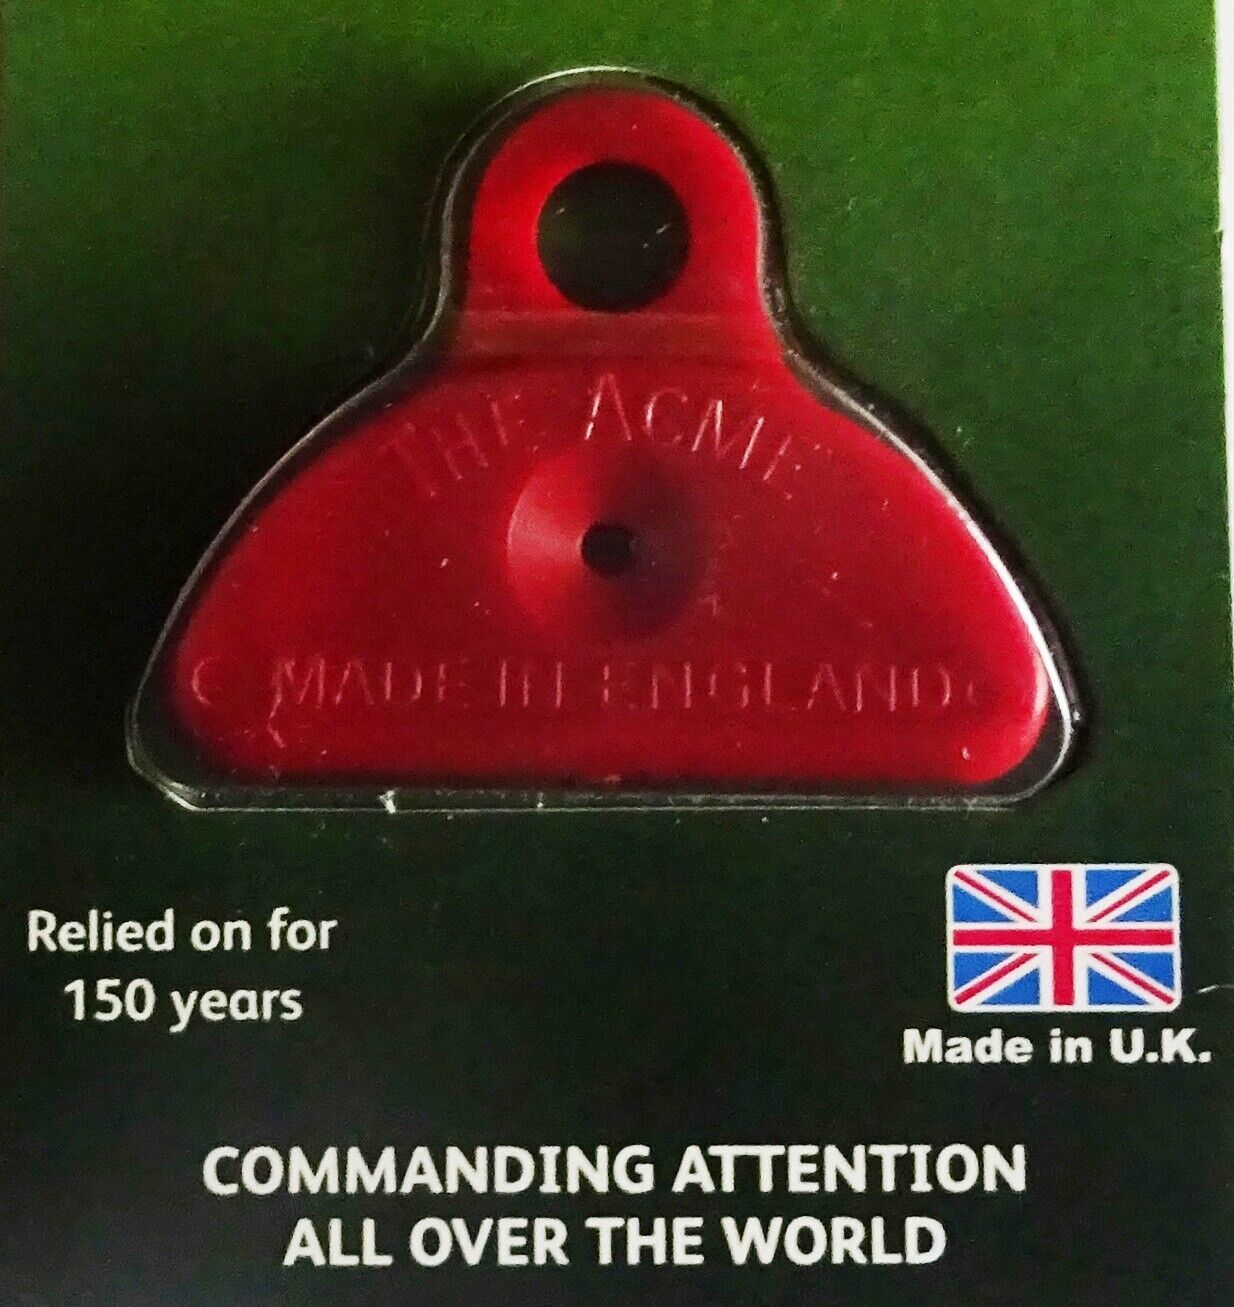 THE ACME
MADE IN ENGLAND
Relied on for
150 years
Made in U.K.
COMMANDING ATTENTION
ALL OVER THE WORLD